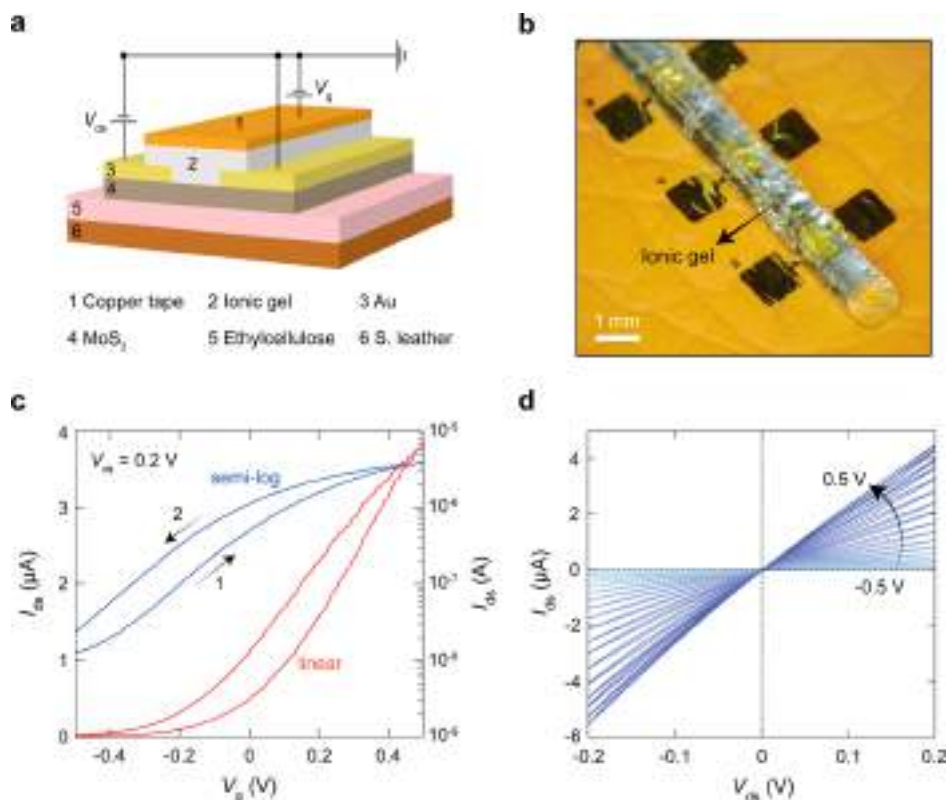 a
V_g
V_ds
1
2
3
4
5
6
1 Copper tape 2 Ionic gel 3 Au
4 MoS₂ 5 Ethylcellulose 6 S. leather
b
Ionic gel
1 mm
c
4
3
2
1
0
I_ds (μA)
V_ds = 0.2 V
semi-log
2
1
linear
10⁻⁵
10⁻⁶
10⁻⁷
10⁻⁸
10⁻⁹
I_ds (A)
-0.4 -0.2 0 0.2 0.4
V_g (V)
d
4
2
0
-2
-4
-6
I_ds (μA)
0.5 V
-0.5 V
-0.2 -0.1 0 0.1 0.2
V_ds (V)